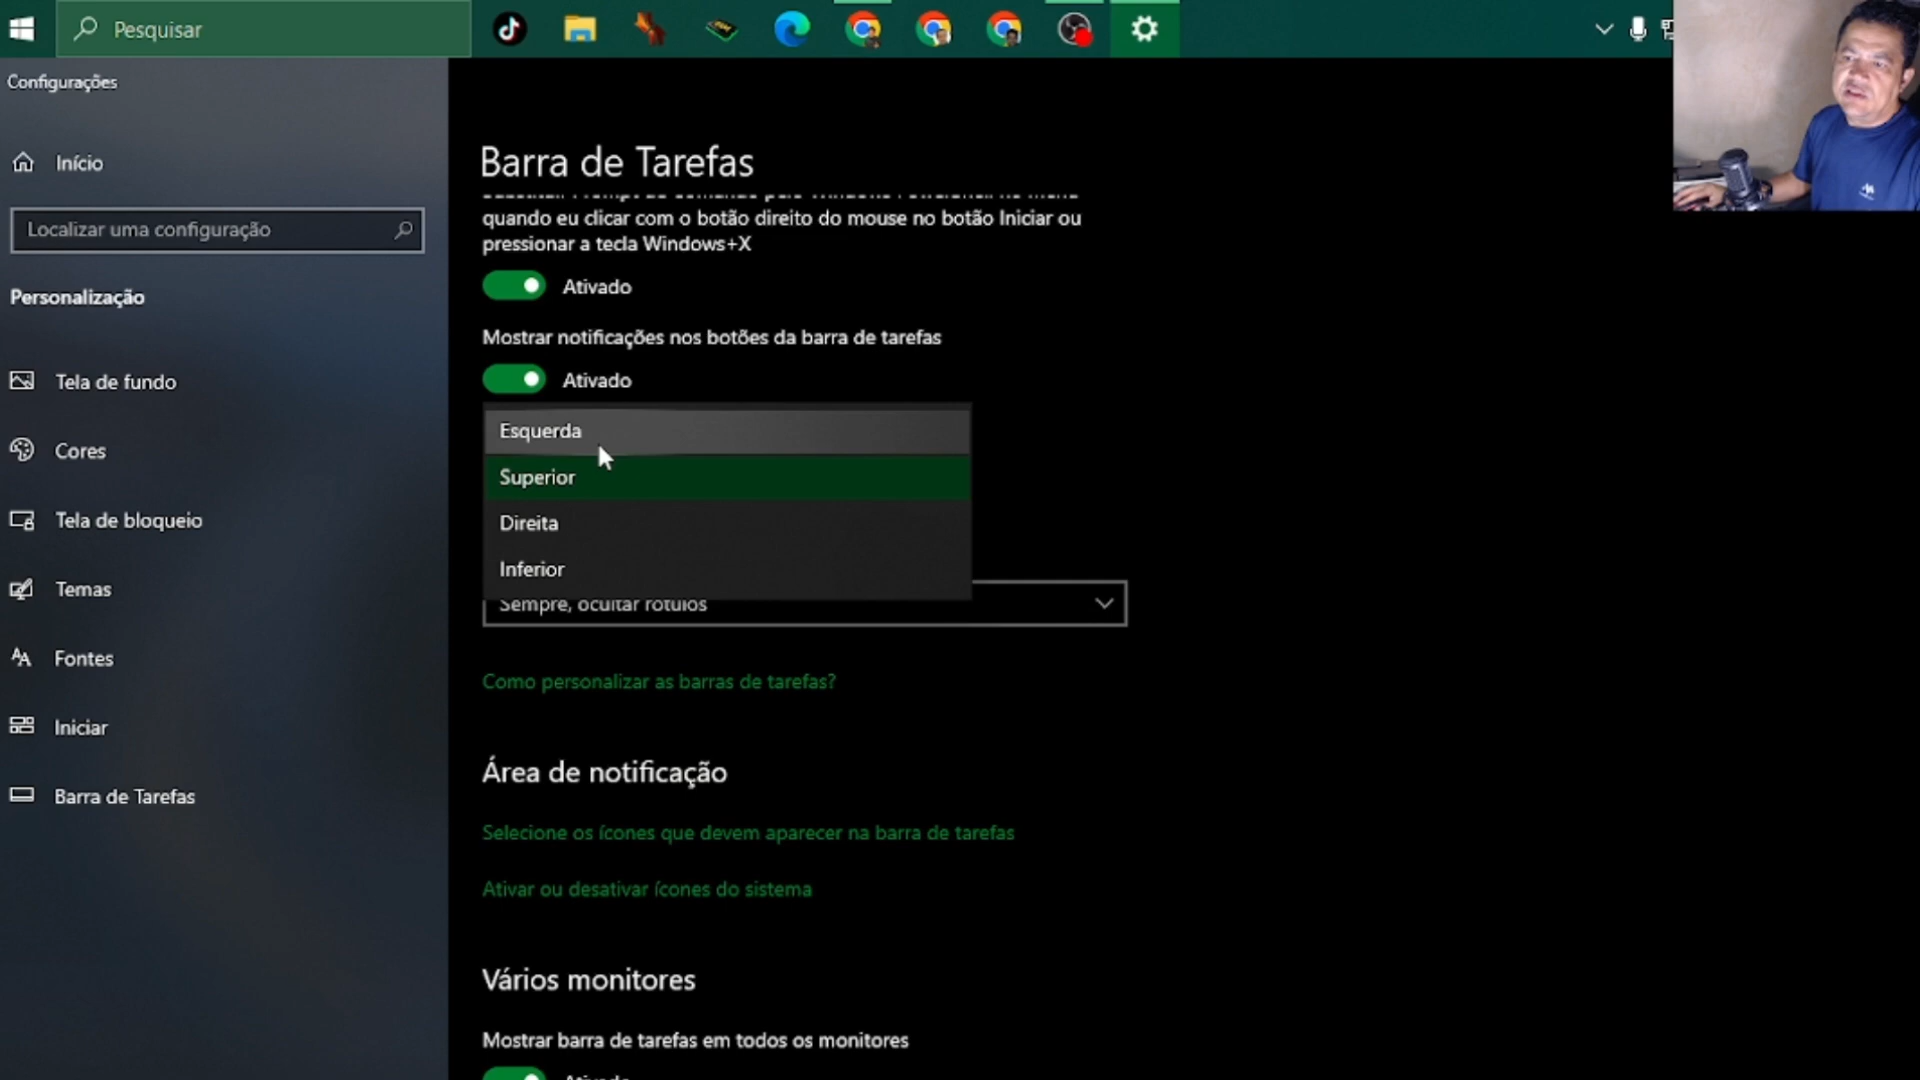 Pesquisar
Configurações
Início
Localizar uma configuração
Personalização
Tela de fundo
Cores
Tela de bloqueio
Temas
Fontes
Iniciar
Barra de Tarefas
Barra de Tarefas
quando eu clicar com o botão direito do mouse no botão Iniciar ou
pressionar a tecla Windows+X
Ativado
Mostrar notificações nos botões da barra de tarefas
Ativado
Esquerda
Superior
Direita
Inferior
Sempre, ocultar rótulos
Como personalizar as barras de tarefas?
Área de notificação
Selecione os ícones que devem aparecer na barra de tarefas
Ativar ou desativar ícones do sistema
Vários monitores
Mostrar barra de tarefas em todos os monitores
Ativado